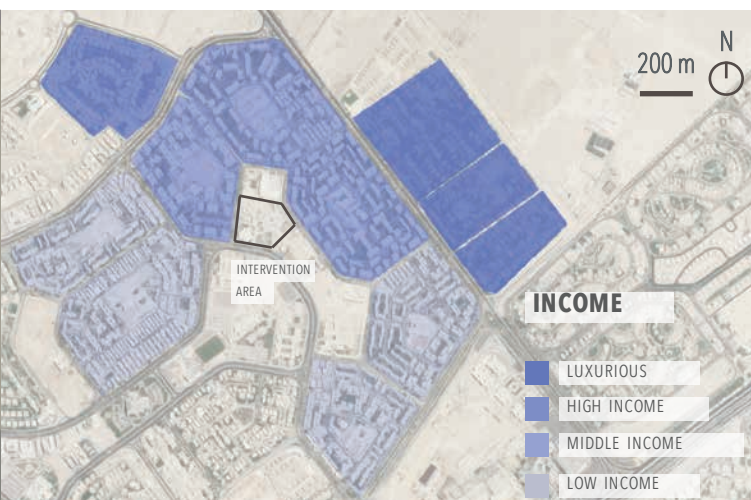 N
200 m
INTERVENTION
AREA
INCOME
LUXURIOUS
HIGH INCOME
MIDDLE INCOME
LOW INCOME